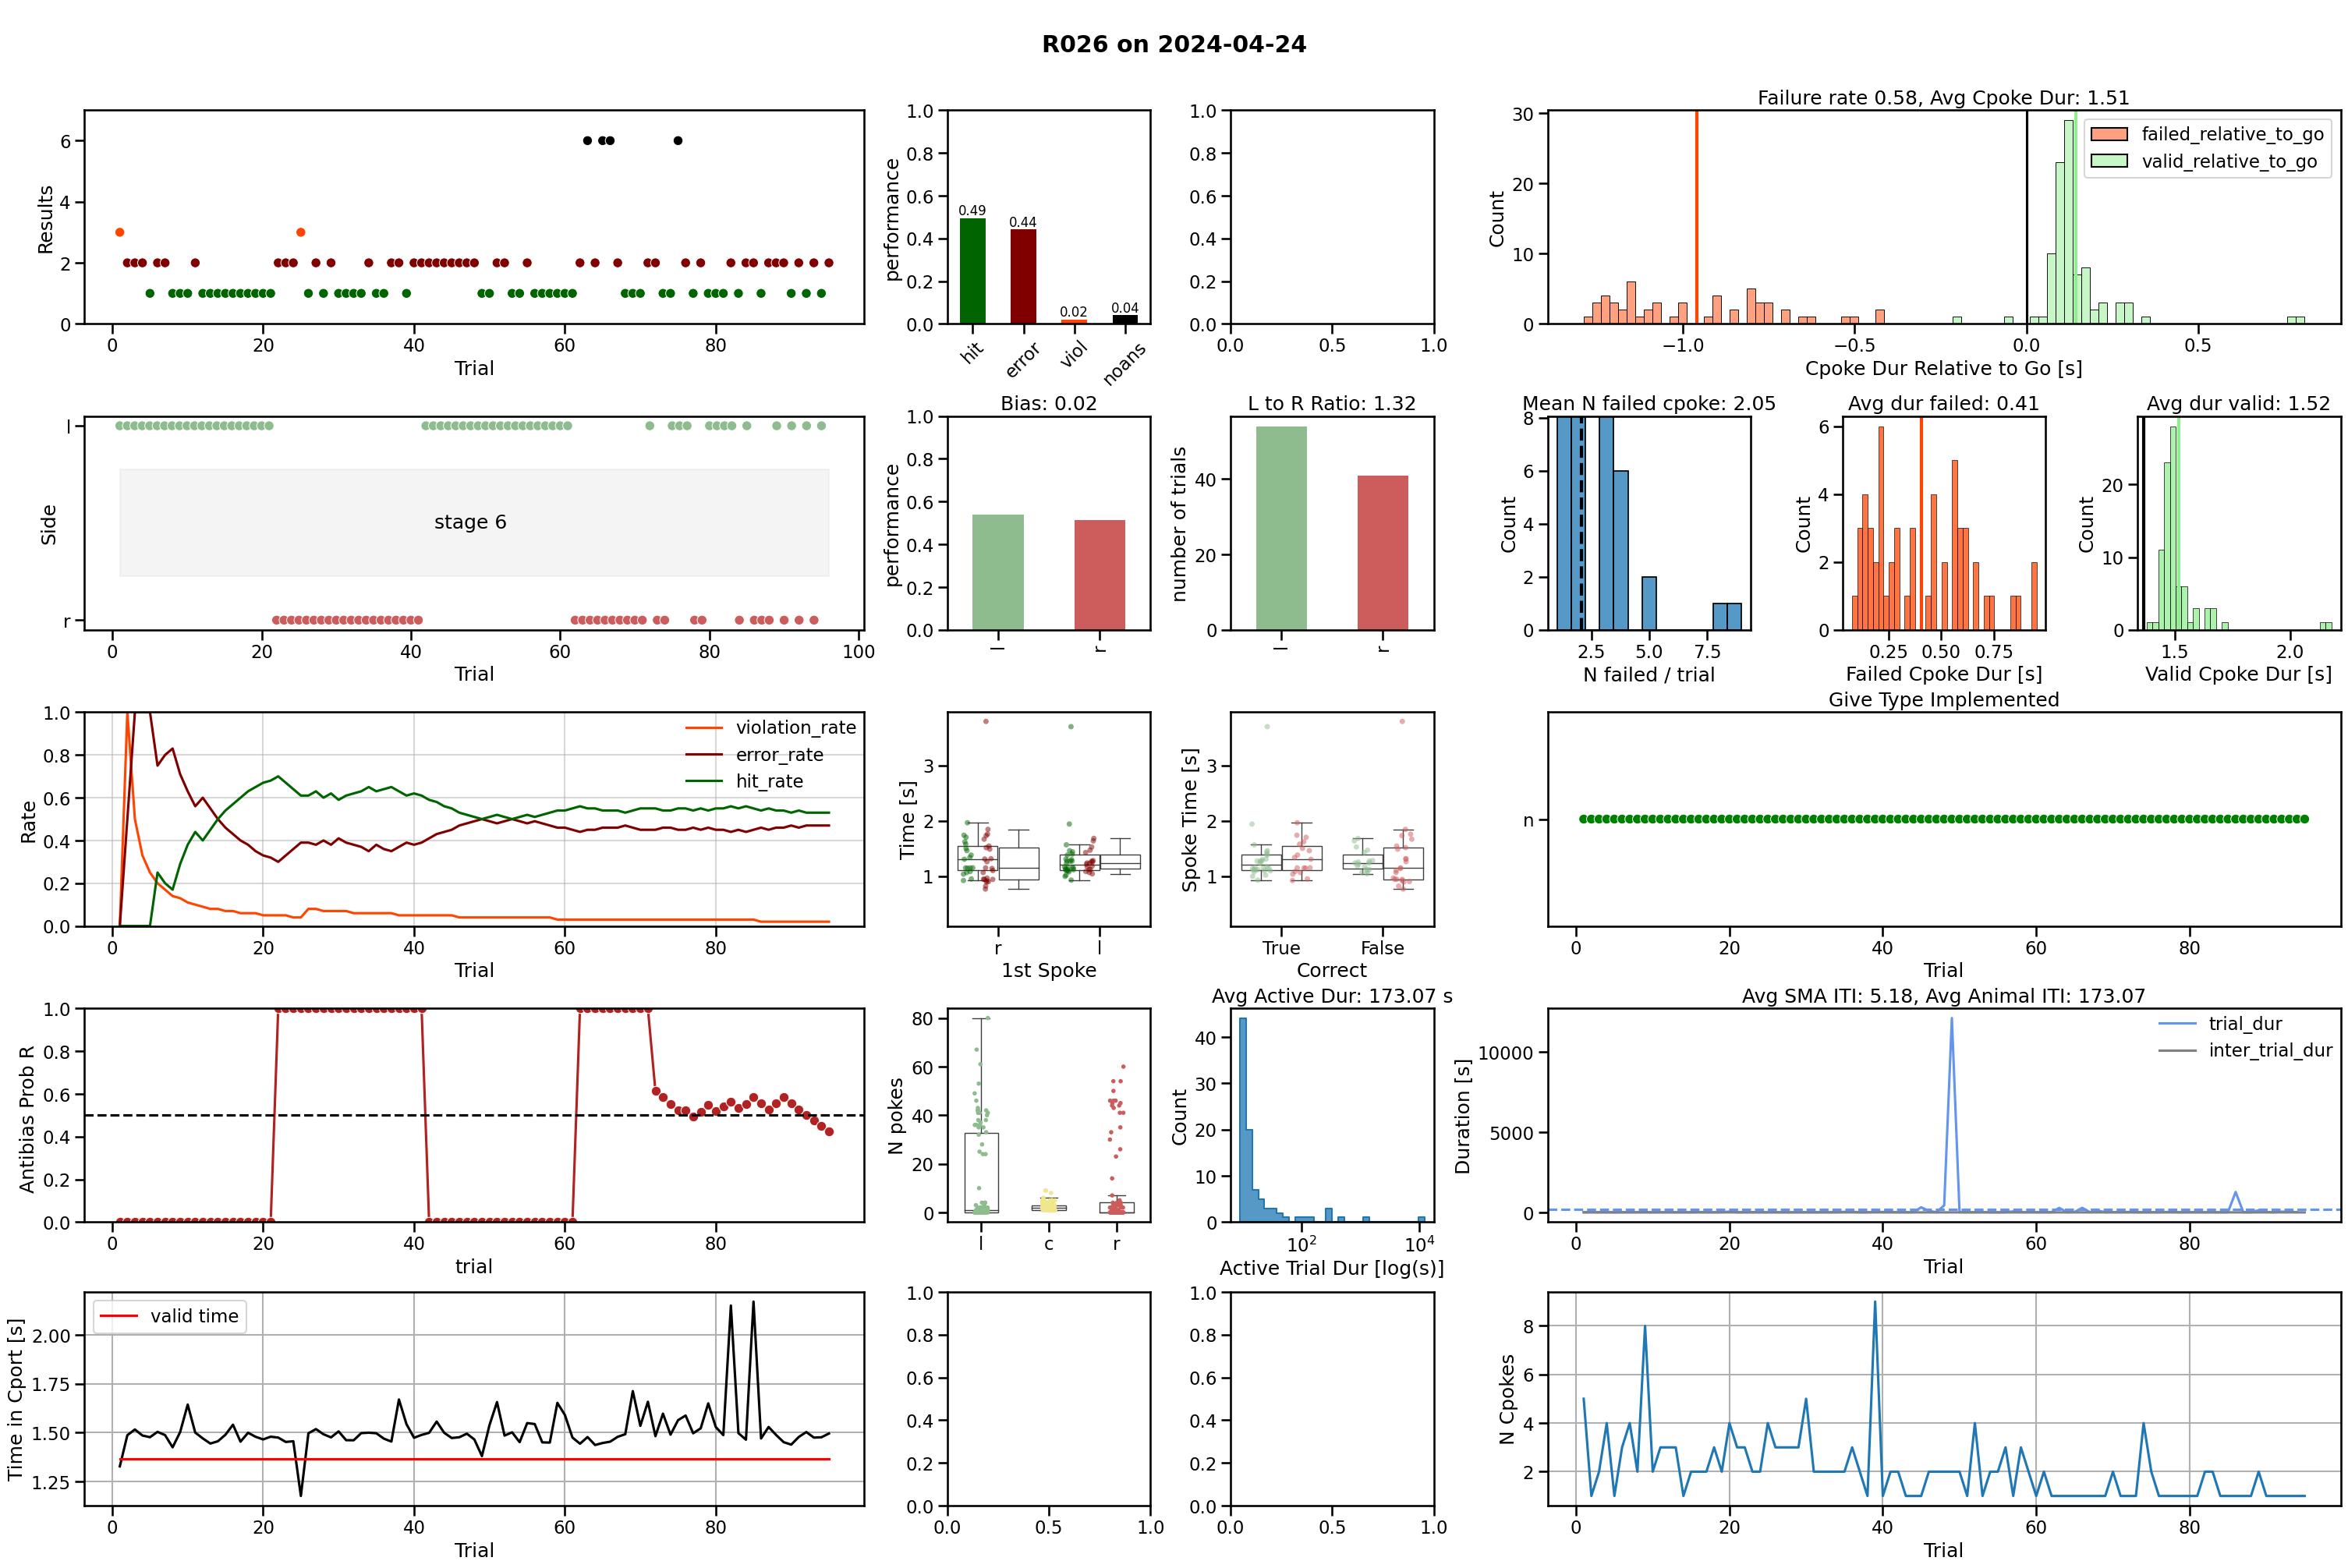 R026 on 2024-04-24
Results
6
4
2
0
0 20 40 60 80
Trial
performance
1.0
0.8
0.6
0.4
0.2
0.0
0.49
0.44
0.02
0.04
hit error viol noans
1.0
0.8
0.6
0.4
0.2
0.0
0.0 0.5 1.0
Failure rate 0.58, Avg Cpoke Dur: 1.51
failed_relative_to_go
valid_relative_to_go
Count
30
20
10
0
−1.0 −0.5 0.0 0.5
Cpoke Dur Relative to Go [s]
Side
l
stage 6
r
0 20 40 60 80 100
Trial
Bias: 0.02
performance
1.0
0.8
0.6
0.4
0.2
0.0
l r
L to R Ratio: 1.32
number of trials
40
20
0
l r
Mean N failed cpoke: 2.05
Count
8
6
4
2
0
2.5 5.0 7.5
N failed / trial
Avg dur failed: 0.41
Count
6
4
2
0
0.25 0.50 0.75
Failed Cpoke Dur [s]
Avg dur valid: 1.52
Count
20
10
0
1.5 2.0
Valid Cpoke Dur [s]
Rate
1.0
0.8
0.6
0.4
0.2
0.0
violation_rate
error_rate
hit_rate
0 20 40 60 80
Trial
Time [s]
3
2
1
r l
1st Spoke
Spoke Time [s]
3
2
1
True False
Correct
Give Type Implemented
n
0 20 40 60 80
Trial
Antibias Prob R
1.0
0.8
0.6
0.4
0.2
0.0
0 20 40 60 80
trial
N pokes
80
60
40
20
0
l c r
Avg Active Dur: 173.07 s
Count
40
30
20
10
0
10² 10⁴
Active Trial Dur [log(s)]
Avg SMA ITI: 5.18, Avg Animal ITI: 173.07
trial_dur
inter_trial_dur
Duration [s]
10000
5000
0
0 20 40 60 80
Trial
Time in Cport [s]
valid time
2.00
1.75
1.50
1.25
0 20 40 60 80
Trial
1.0
0.8
0.6
0.4
0.2
0.0
0.0 0.5 1.0
1.0
0.8
0.6
0.4
0.2
0.0
0.0 0.5 1.0
N Cpokes
8
6
4
2
0 20 40 60 80
Trial